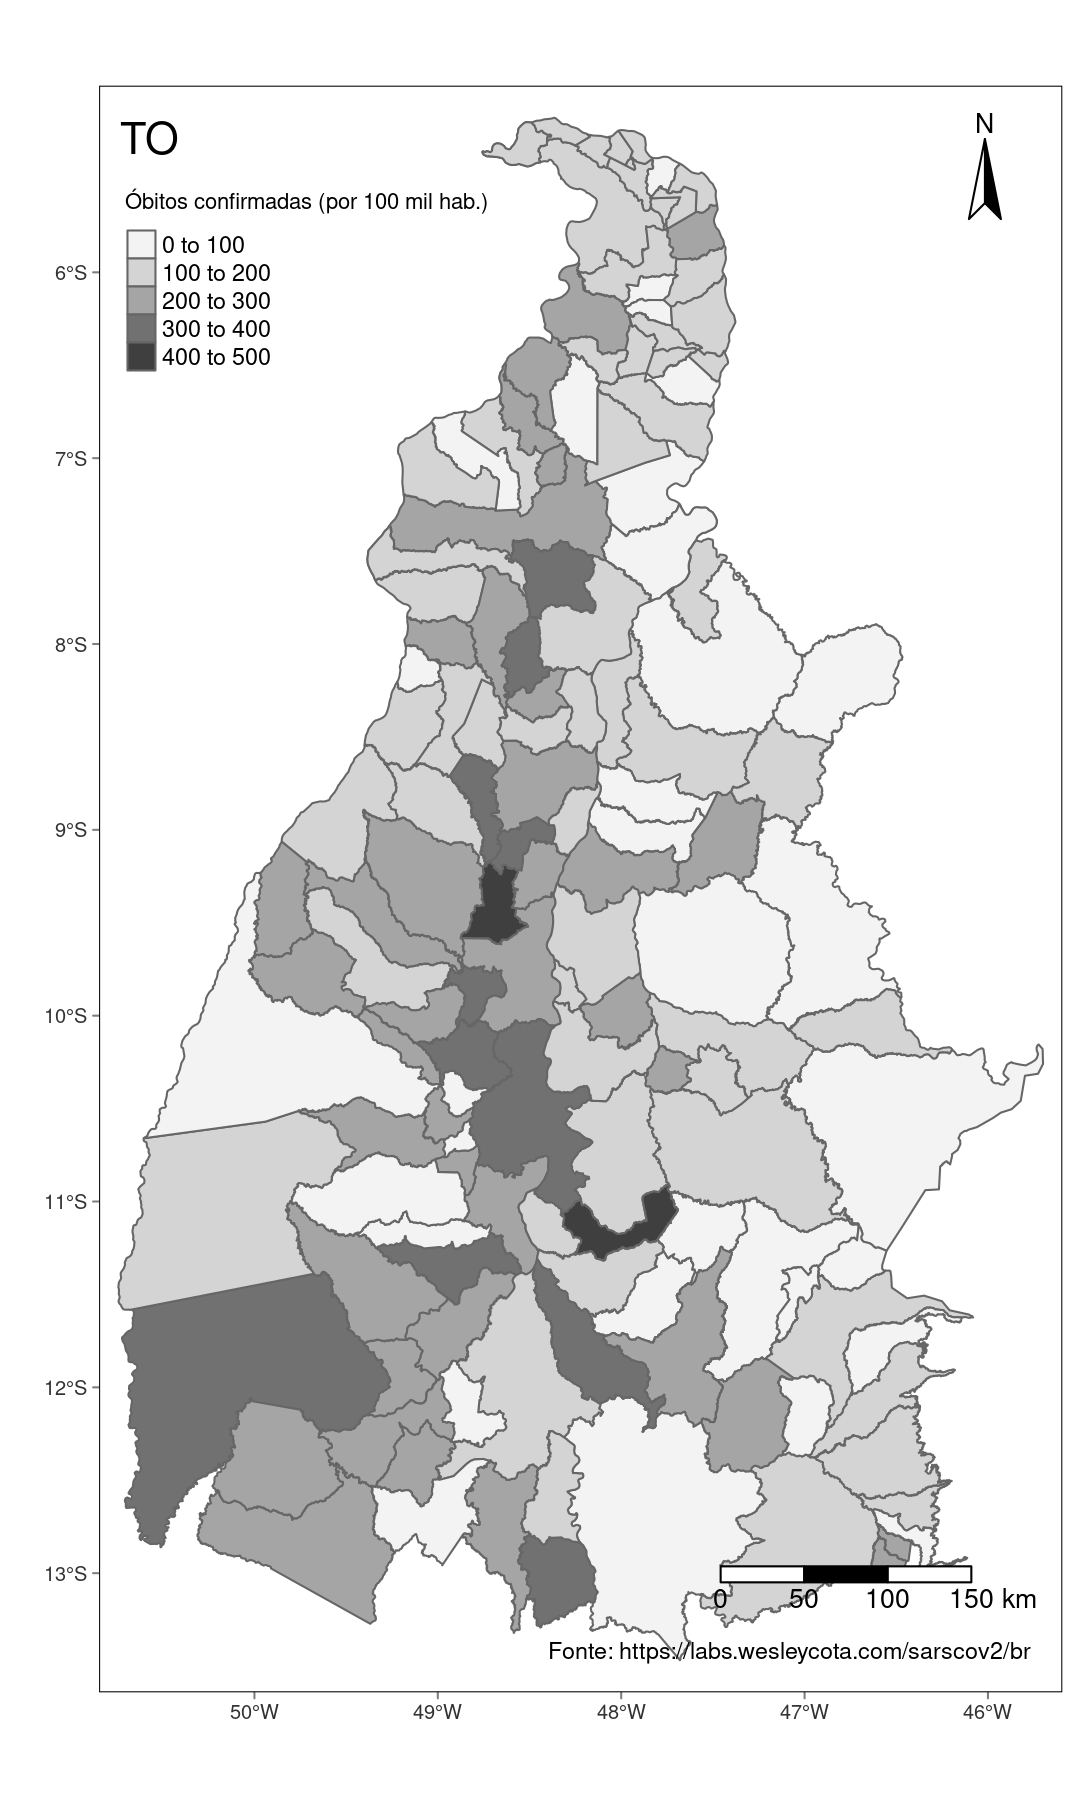 TO
N
Óbitos confirmadas (por 100 mil hab.)
0 to 100
100 to 200
200 to 300
300 to 400
400 to 500
6°S
7°S
8°S
9°S
10°S
11°S
12°S
13°S
0 50 100 150 km
Fonte: https://labs.wesleycota.com/sarscov2/br
50°W 49°W 48°W 47°W 46°W